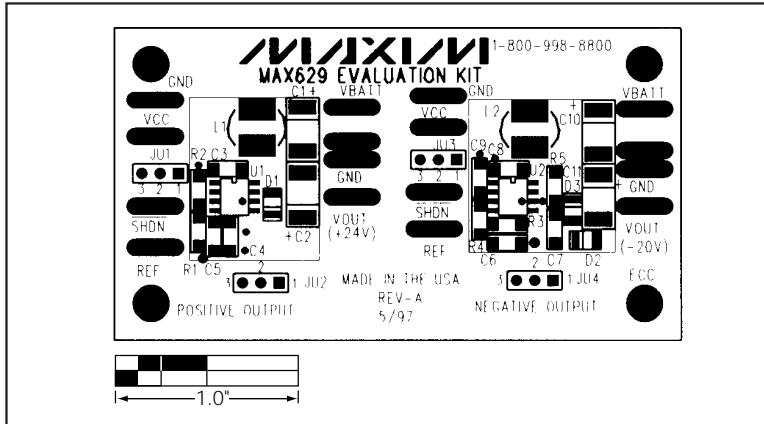 MAXIM 1-800-998-8800
MAX629 EVALUATION KIT
GND
VCC
JU1
3 2 1
SHDN
REF
R2
C3
U1
R1
C5
C4
D1
L1
C1+
+C2
VBATT
GND
VOUT
(+24V)
2
3 1 JU2
POSITIVE OUTPUT
MADE IN THE USA
REV-A
5/97
GND
VCC
JU3
3 2 1
SHDN
REF
C9
C8
U2
R4
C6
R3
R5
L2
+
C10
C11
+
D3
C7
D2
VBATT
GND
VOUT
(-20V)
2
3 1 JU4
ECC
NEGATIVE OUTPUT
1.0"